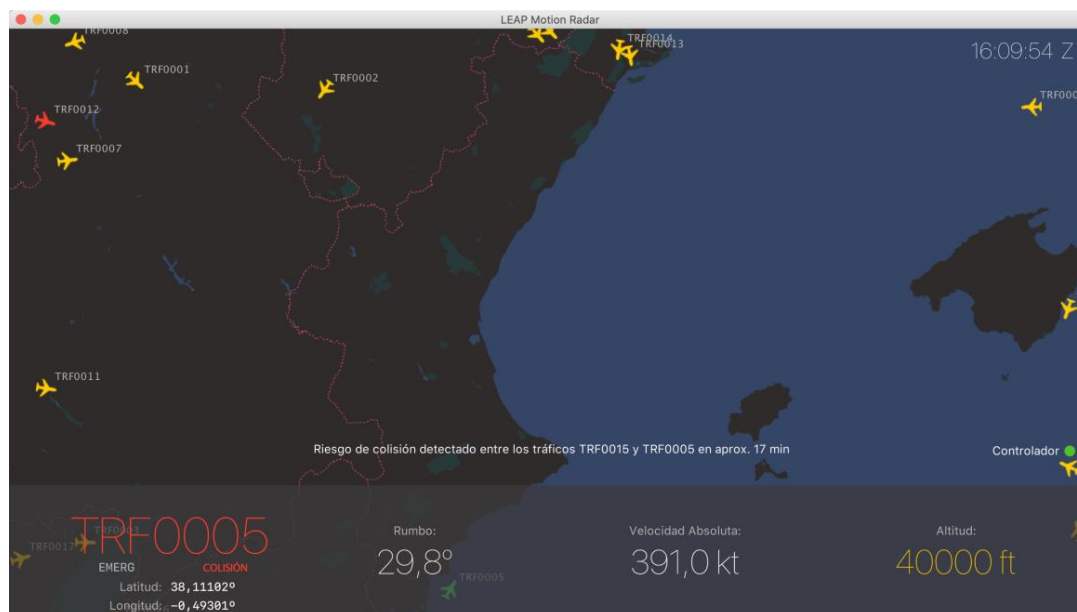 LEAP Motion Radar
TRF0008
TRF0014
TRF0013
16:09:54 Z
TRF0001
TRF0002
TRF000
TRF0012
TRF0007
TRF0011
Riesgo de colisión detectado entre los tráficos TRF0015 y TRF0005 en aprox. 17 min
Controlador
TRF0005
TRF0017
EMERG
COLISIÓN
Latitud: 38,11102º
Longitud: -0,49301º
Rumbo:
29,8º
TRF0005
Velocidad Absoluta:
391,0 kt
Altitud:
40000 ft